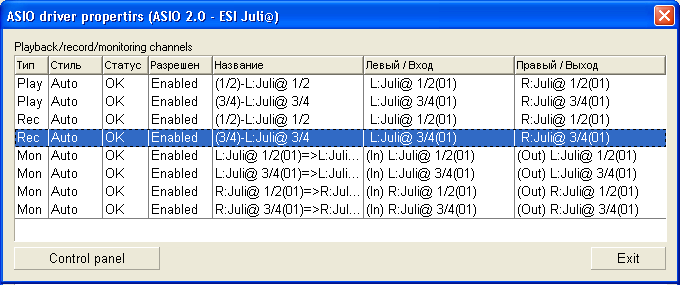 ASIO driver propertirs (ASIO 2.0 - ESI Juli@)
Playback/record/monitoring channels
Тип Стиль Статус Разрешен Название Левый / Вход Правый / Выход
Play Auto OK Enabled (1/2)-L:Juli@ 1/2 L:Juli@ 1/2(01) R:Juli@ 1/2(01)
Play Auto OK Enabled (3/4)-L:Juli@ 3/4 L:Juli@ 3/4(01) R:Juli@ 3/4(01)
Rec Auto OK Enabled (1/2)-L:Juli@ 1/2 L:Juli@ 1/2(01) R:Juli@ 1/2(01)
Rec Auto OK Enabled (3/4)-L:Juli@ 3/4 L:Juli@ 3/4(01) R:Juli@ 3/4(01)
Mon Auto OK Enabled L:Juli@ 1/2(01)=>L:Juli... (In) L:Juli@ 1/2(01) (Out) L:Juli@ 1/2(01)
Mon Auto OK Enabled L:Juli@ 3/4(01)=>L:Juli... (In) L:Juli@ 3/4(01) (Out) L:Juli@ 3/4(01)
Mon Auto OK Enabled R:Juli@ 1/2(01)=>R:Jul... (In) R:Juli@ 1/2(01) (Out) R:Juli@ 1/2(01)
Mon Auto OK Enabled R:Juli@ 3/4(01)=>R:Jul... (In) R:Juli@ 3/4(01) (Out) R:Juli@ 3/4(01)
Control panel Exit